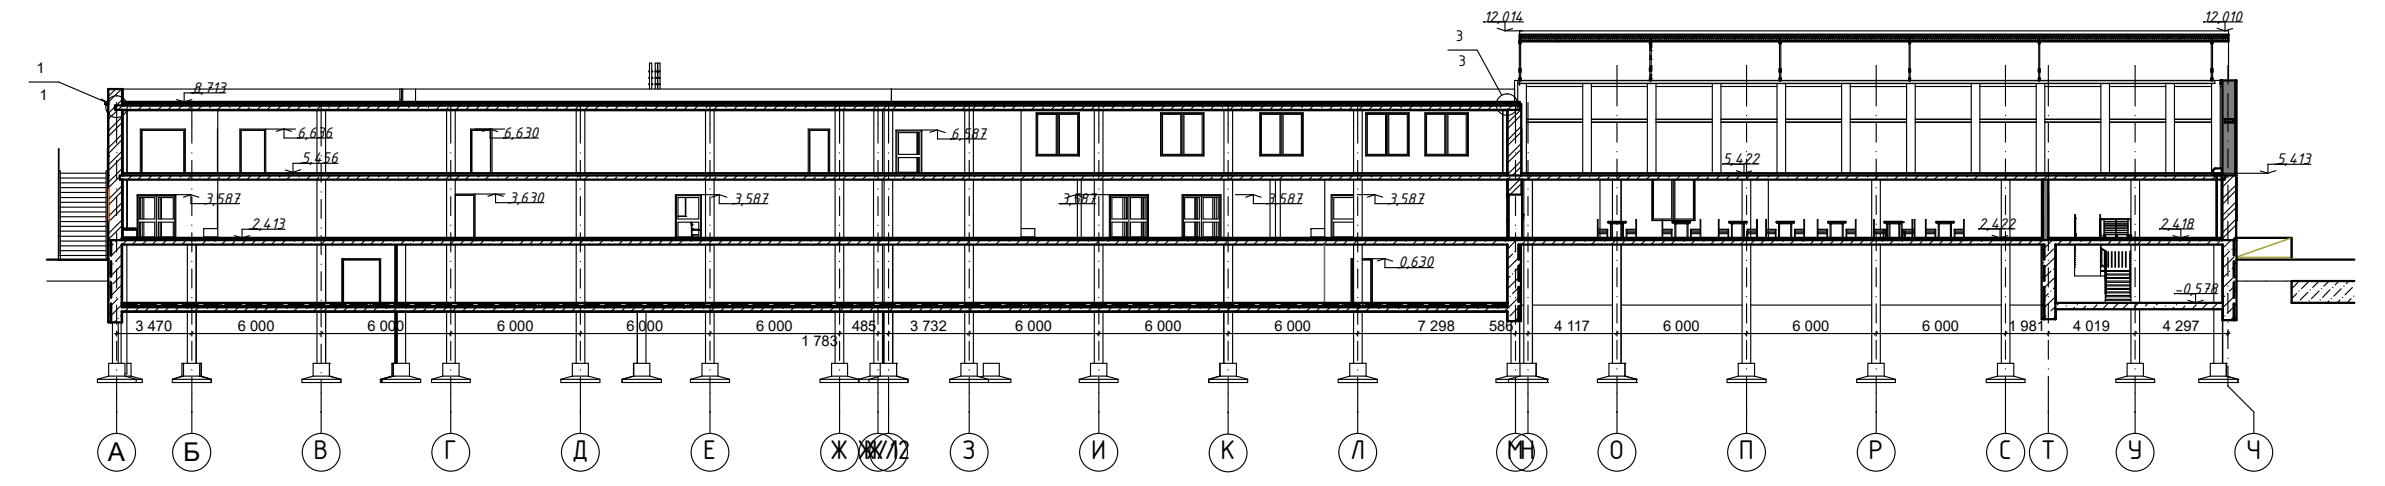 12,014
12,010
3
3
1
1
8,713
6,636
6,630
6,587
5,456
5,422
5,413
3,587
3,630
3,587
3,587
3,587
3,587
2,413
2,422
2,418
0,630
-0,578
3 470
6 000
6 000
6 000
6 000
6 000
485
3 732
6 000
6 000
6 000
7 298
586
4 117
6 000
6 000
6 000
1 981
4 019
4 297
1 783
А
Б
В
Г
Д
Е
Ж
З
И
К
Л
М
Н
О
П
Р
С
Т
У
Ч